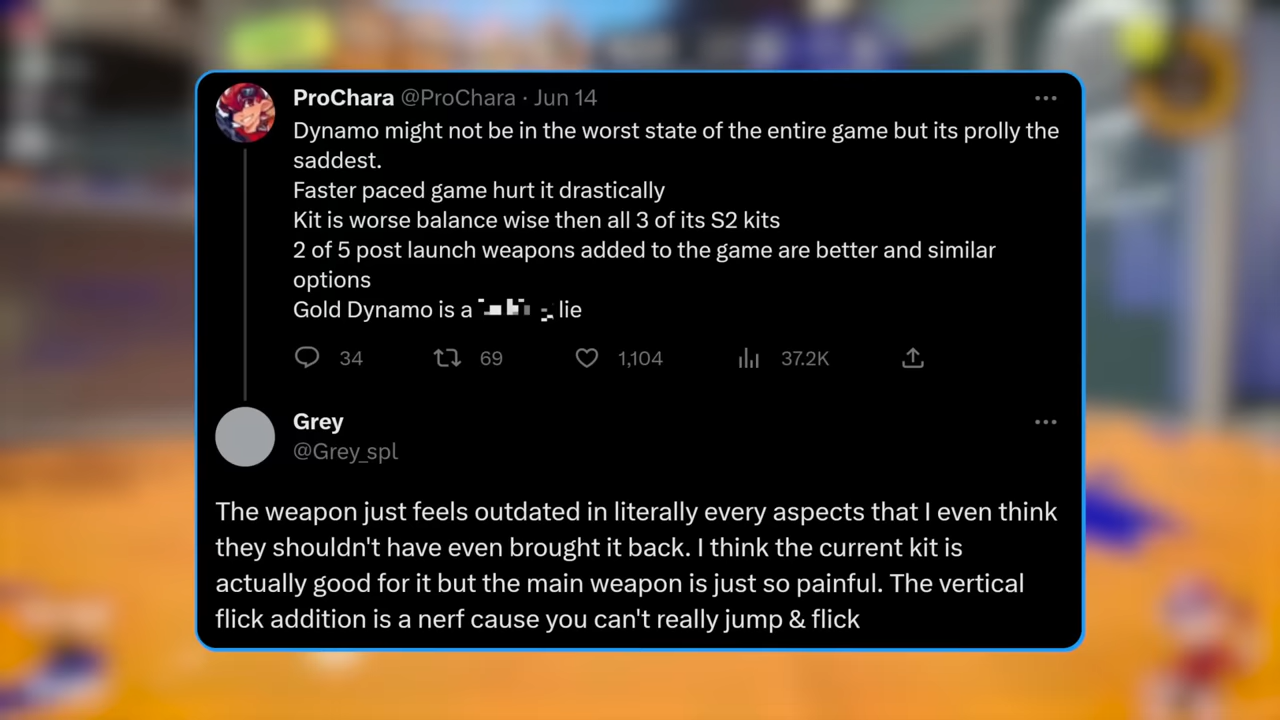 ProChara @ProChara · Jun 14
Dynamo might not be in the worst state of the entire game but its prolly the
saddest.
Faster paced game hurt it drastically
Kit is worse balance wise then all 3 of its S2 kits
2 of 5 post launch weapons added to the game are better and similar
options
Gold Dynamo is a lie
34 69 1,104 37.2K
Grey
@Grey_spl
The weapon just feels outdated in literally every aspects that I even think
they shouldn't have even brought it back. I think the current kit is
actually good for it but the main weapon is just so painful. The vertical
flick addition is a nerf cause you can't really jump & flick